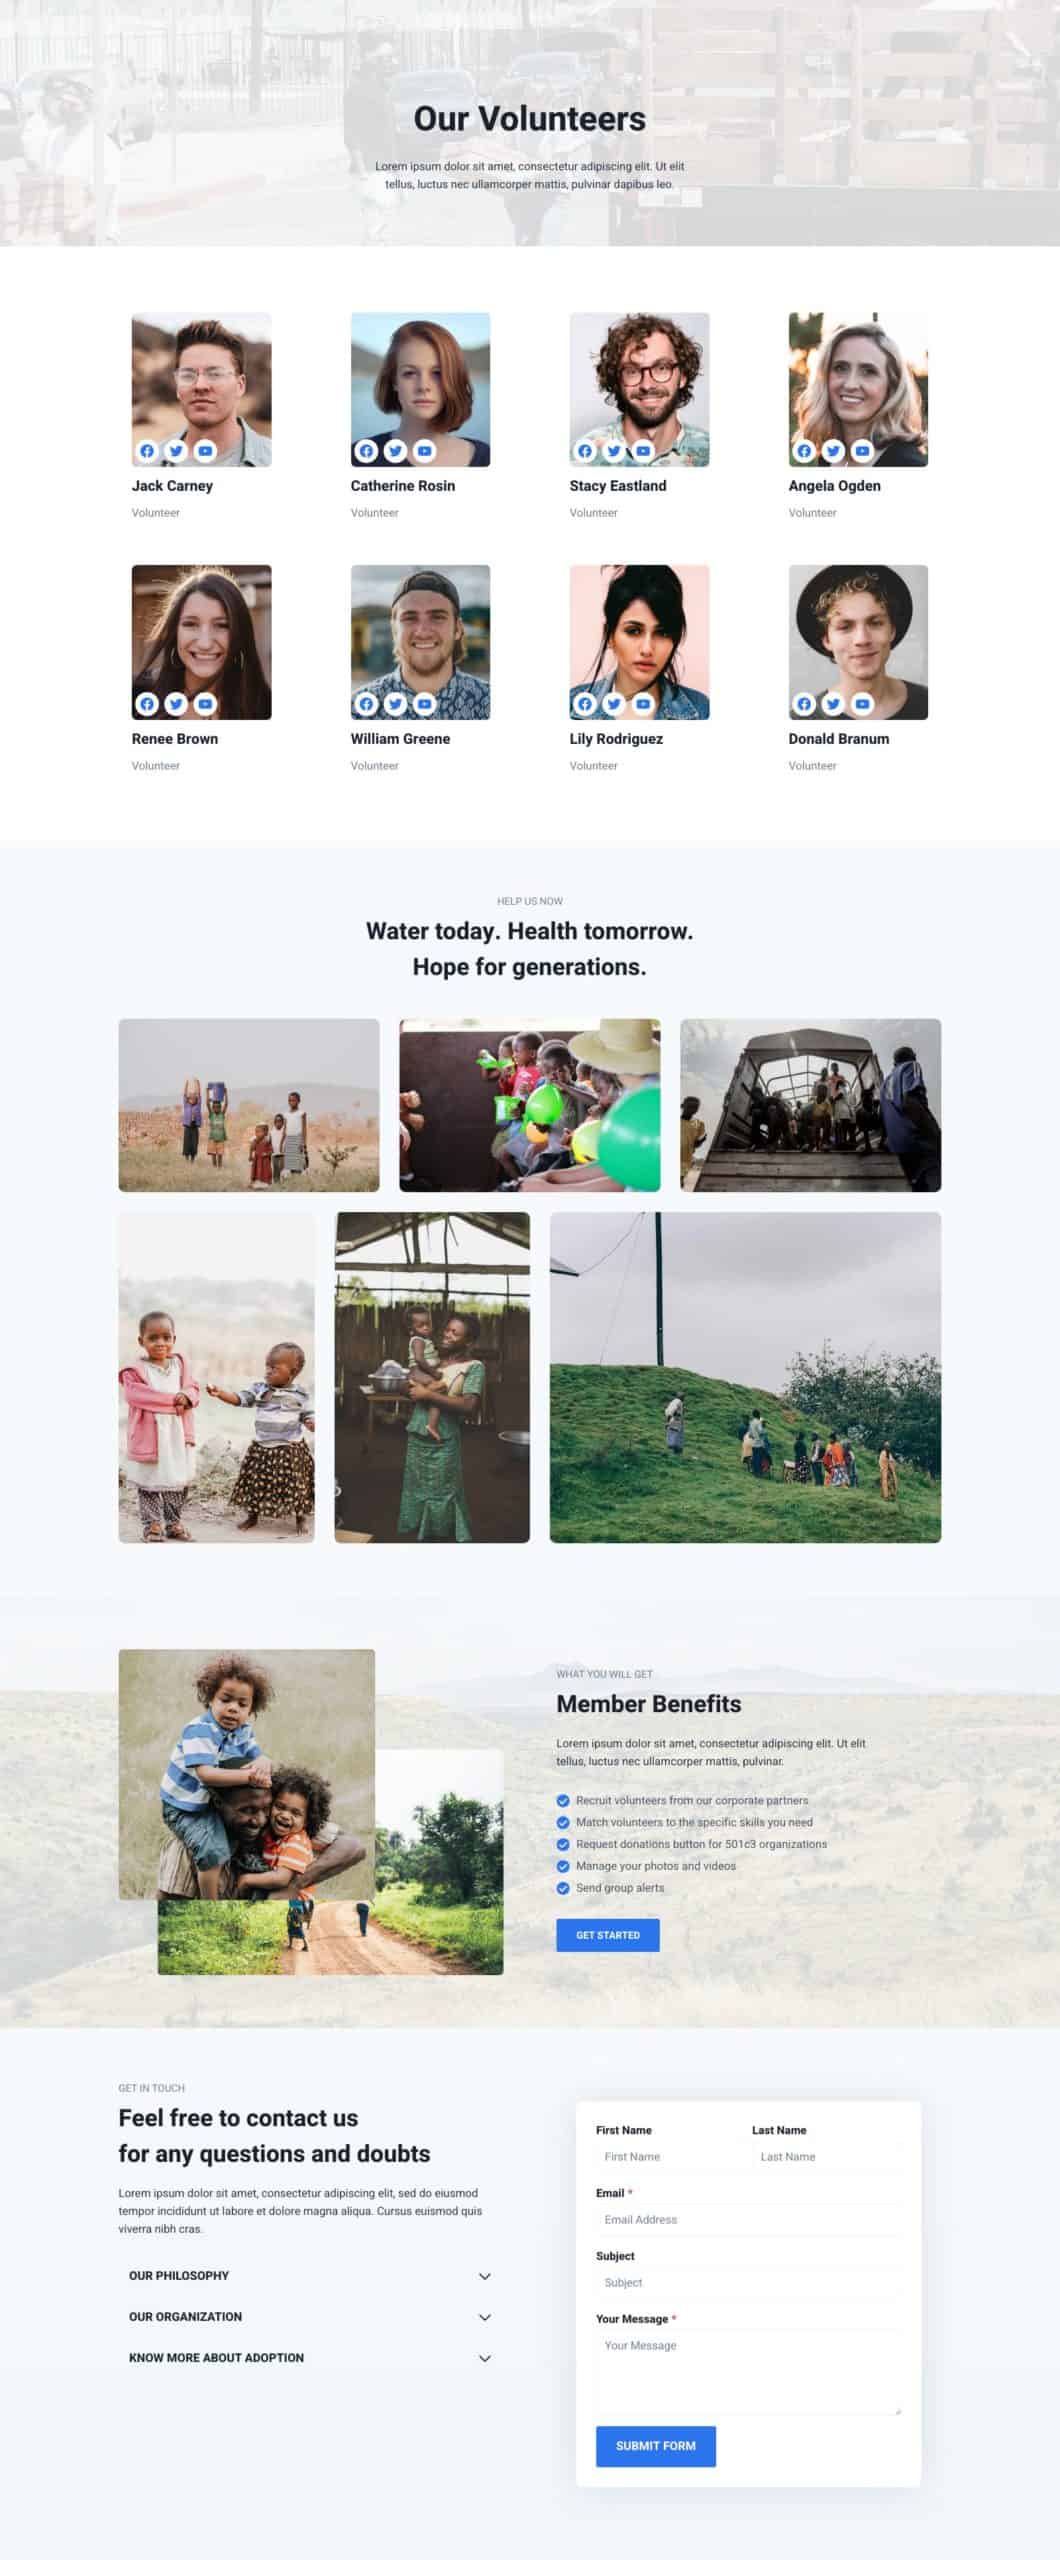 Our Volunteers
Lorem ipsum dolor sit amet, consectetur adipiscing elit. Ut elit
tellus, luctus nec ullamcorper mattis, pulvinar dapibus leo.
Jack Carney
Volunteer
Catherine Rosin
Volunteer
Stacy Eastland
Volunteer
Angela Ogden
Volunteer
Renee Brown
Volunteer
William Greene
Volunteer
Lily Rodriguez
Volunteer
Donald Branum
Volunteer
HELP US NOW
Water today. Health tomorrow.
Hope for generations.
WHAT YOU WILL GET
Member Benefits
Lorem ipsum dolor sit amet, consectetur adipiscing elit. Ut elit
tellus, luctus nec ullamcorper mattis, pulvinar.
Recruit volunteers from our corporate partners
Match volunteers to the specific skills you need
Request donations button for 501c3 organizations
Manage your photos and videos
Send group alerts
GET STARTED
GET IN TOUCH
Feel free to contact us
for any questions and doubts
Lorem ipsum dolor sit amet, consectetur adipiscing elit, sed do eiusmod
tempor incididunt ut labore et dolore magna aliqua. Cursus euismod quis
viverra nibh cras.
OUR PHILOSOPHY
OUR ORGANIZATION
KNOW MORE ABOUT ADOPTION
First Name
Last Name
First Name
Last Name
Email *
Email Address
Subject
Subject
Your Message *
Your Message
SUBMIT FORM